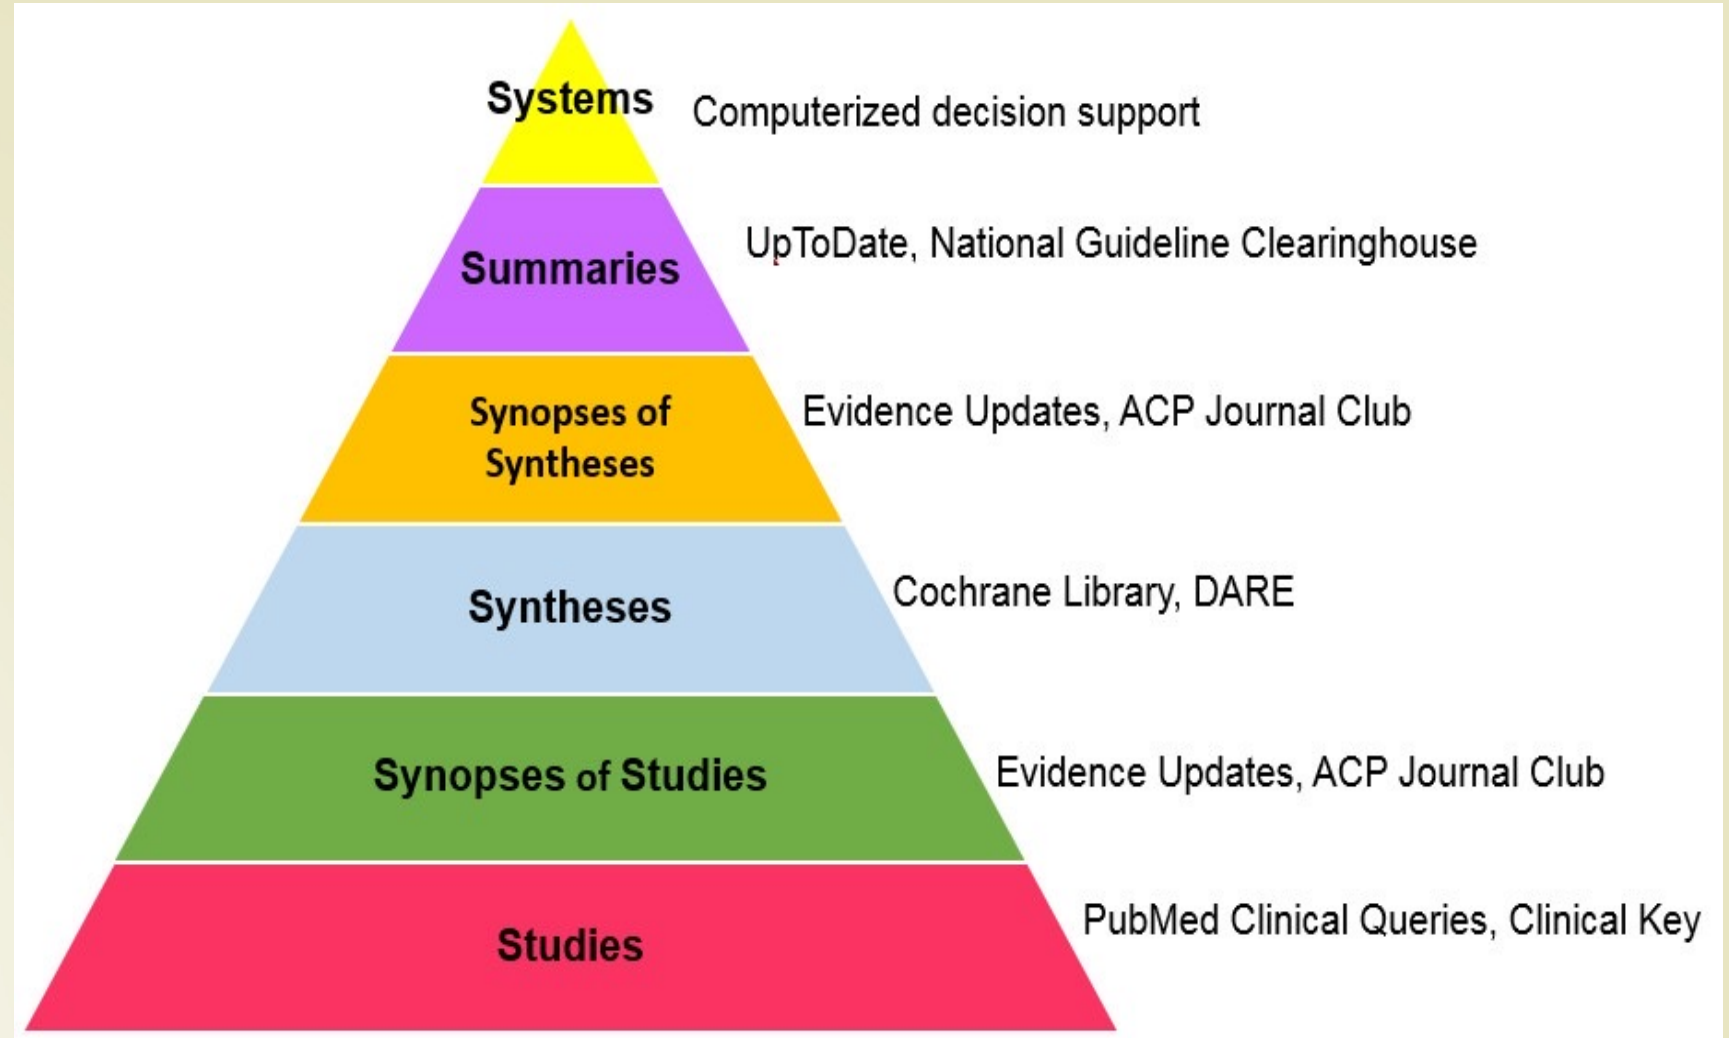 Systems
Computerized decision support
Summaries
UpToDate, National Guideline Clearinghouse
Synopses of
Syntheses
Evidence Updates, ACP Journal Club
Syntheses
Cochrane Library, DARE
Synopses of Studies
Evidence Updates, ACP Journal Club
Studies
PubMed Clinical Queries, Clinical Key